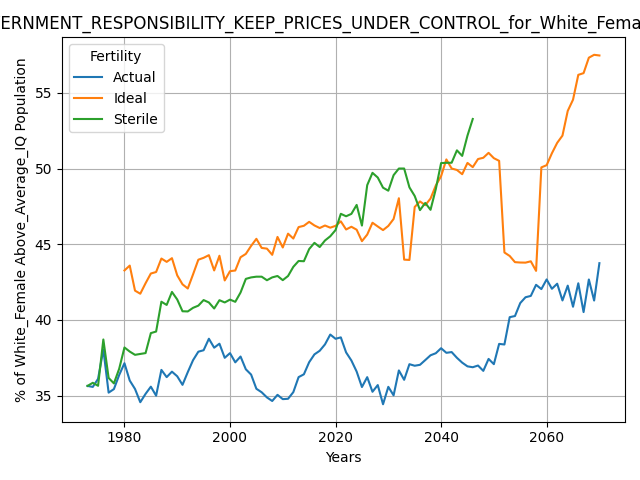 ERNMENT_RESPONSIBILITY_KEEP_PRICES_UNDER_CONTROL_for_White_Fema
Fertility
Actual
Ideal
Sterile
% of White_Female Above_Average_IQ Population
55
50
45
40
35
1980 2000 2020 2040 2060
Years